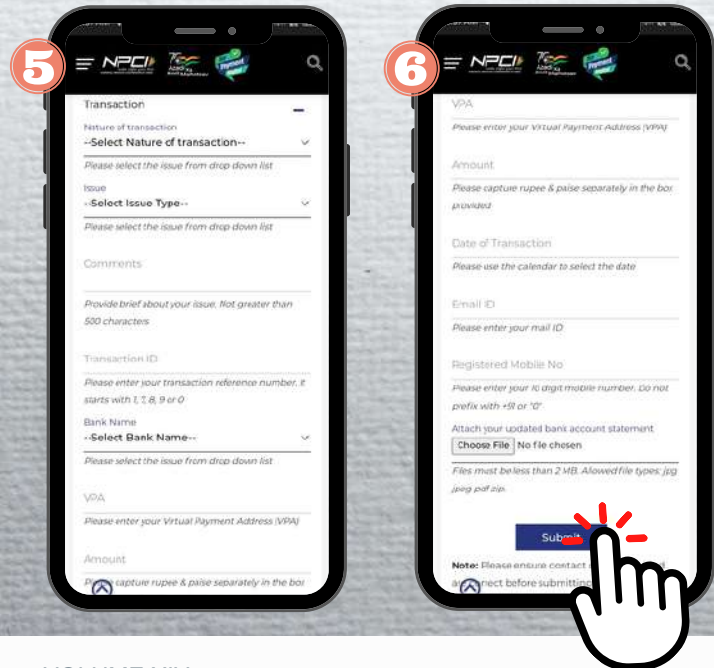 5
NPCI
Azadi Ka
Amrit Mahotsav
Transaction
Nature of transaction
--Select Nature of transaction--
Please select the issue from drop down list
Issue
--Select Issue Type--
Please select the issue from drop down list
Comments
Provide brief about your issue. Not greater than
500 characters
Transaction ID
Please enter your transaction reference number, it
starts with 1, 7, 8, 9 or 0
Bank Name
--Select Bank Name--
Please select the issue from drop down list
VPA
Please enter your Virtual Payment Address (VPA)
Amount
capture rupee & paise separately in the box
6
NPCI
Azadi Ka
Amrit Mahotsav
VPA
Please enter your Virtual Payment Address (VPA)
Amount
Please capture rupee & paise separately in the box
provided
Date of Transaction
Please use the calendar to select the date
Email ID
Please enter your mail ID
Registered Mobile No
Please enter your 10 digit mobile number. Do not
prefix with +91 or "0"
Attach your updated bank account statement
Choose File No file chosen
Files must be less than 2 MB. Allowed file types: jpg
jpeg pdf zip.
Submit
Note: Please ensure contact
before submitting